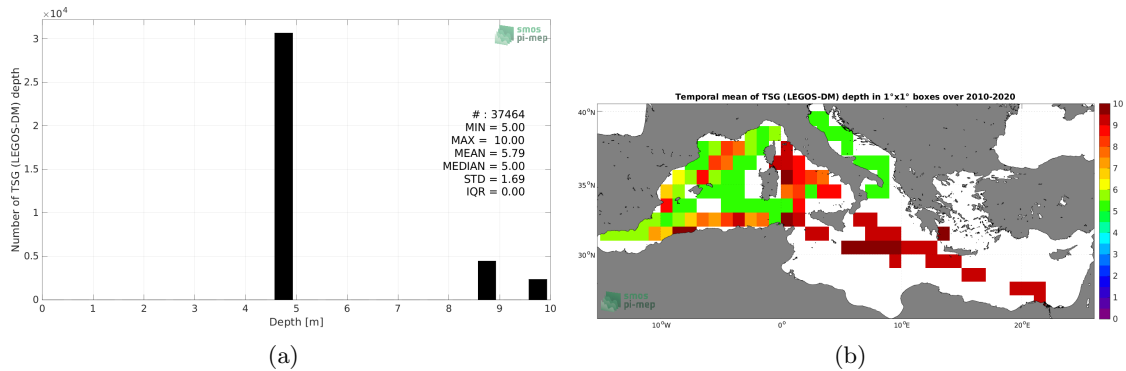 ×10⁴
smos
pi-mep
3
2.5
2
1.5
1
0.5
0
Number of TSG (LEGOS-DM) depth
# : 37464
MIN = 5.00
MAX = 10.00
MEAN = 5.79
MEDIAN = 5.00
STD = 1.69
IQR = 0.00
0 1 2 3 4 5 6 7 8 9 10
Depth [m]
(a)
Temporal mean of TSG (LEGOS-DM) depth in 1°x1° boxes over 2010-2020
40°N
35°N
30°N
smos
pi-mep
10°W 0° 10°E 20°E
10
9
8
7
6
5
4
3
2
1
0
(b)